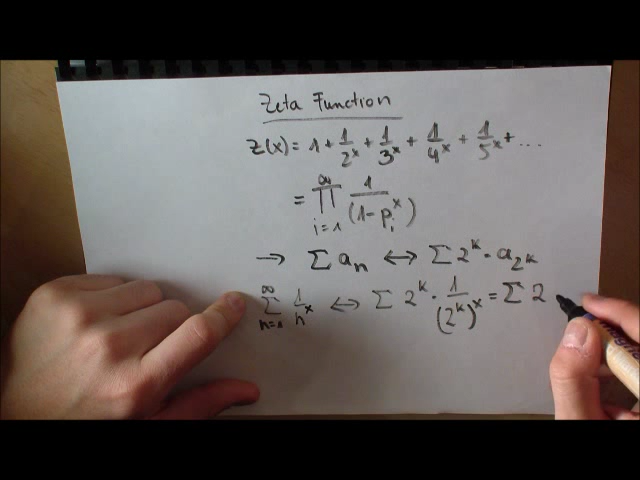 Zeta Function
Z(x) = 1 + 1/2^x + 1/3^x + 1/4^x + 1/5^x + ...
= ∏_{i=1}^{∞} 1/(1-p_i^x)
→ ∑ a_n ↔ ∑ 2^k · a_{2^k}
∑_{n=1}^{∞} 1/n^x ↔ ∑ 2^k · 1/(2^k)^x = ∑ 2